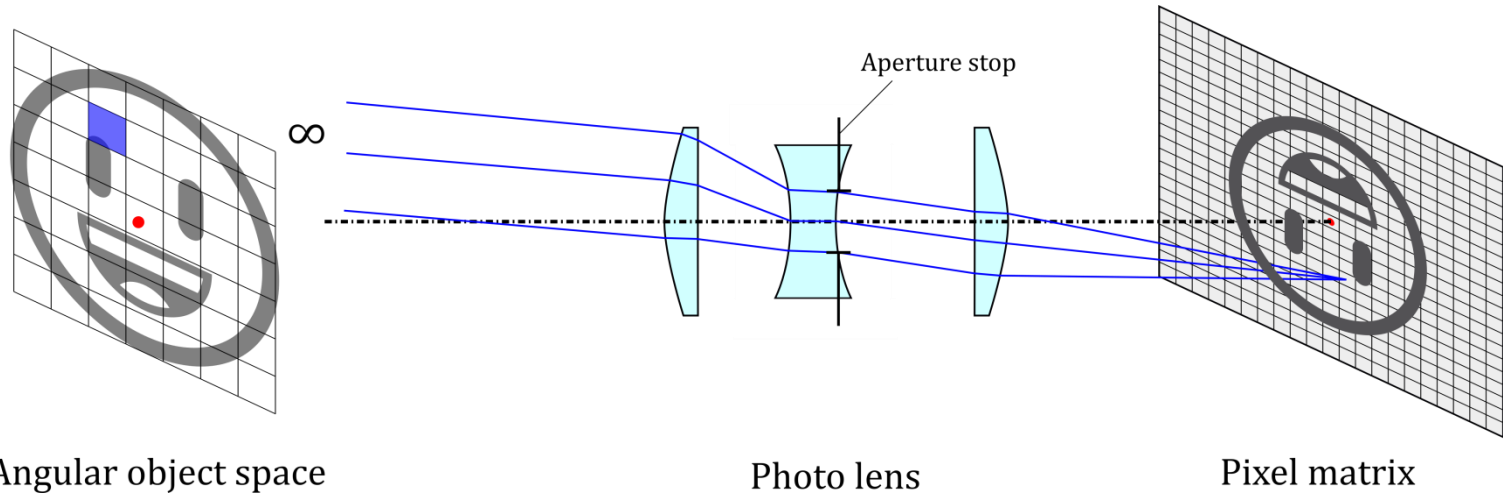 Aperture stop
∞
Angular object space
Photo lens
Pixel matrix